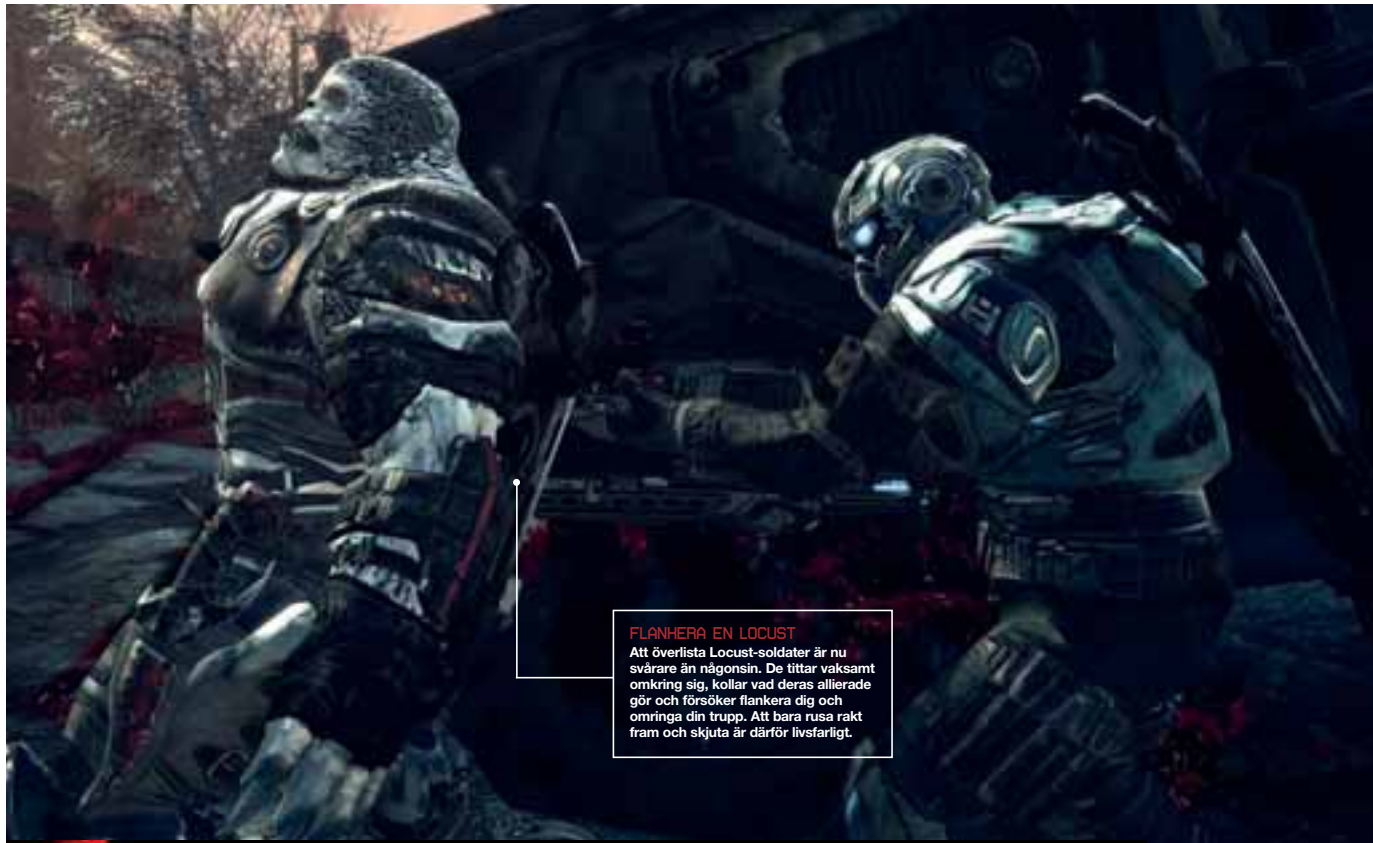 FLANHERA EN LOCUST
Att överlista Locust-soldater är nu
svårare än någonsin. De tittar vaksamt
omkring sig, kollar vad deras allierade
gör och försöker flankera dig och
omringa din trupp. Att bara rusa rakt
fram och skjuta är därför livsfarligt.